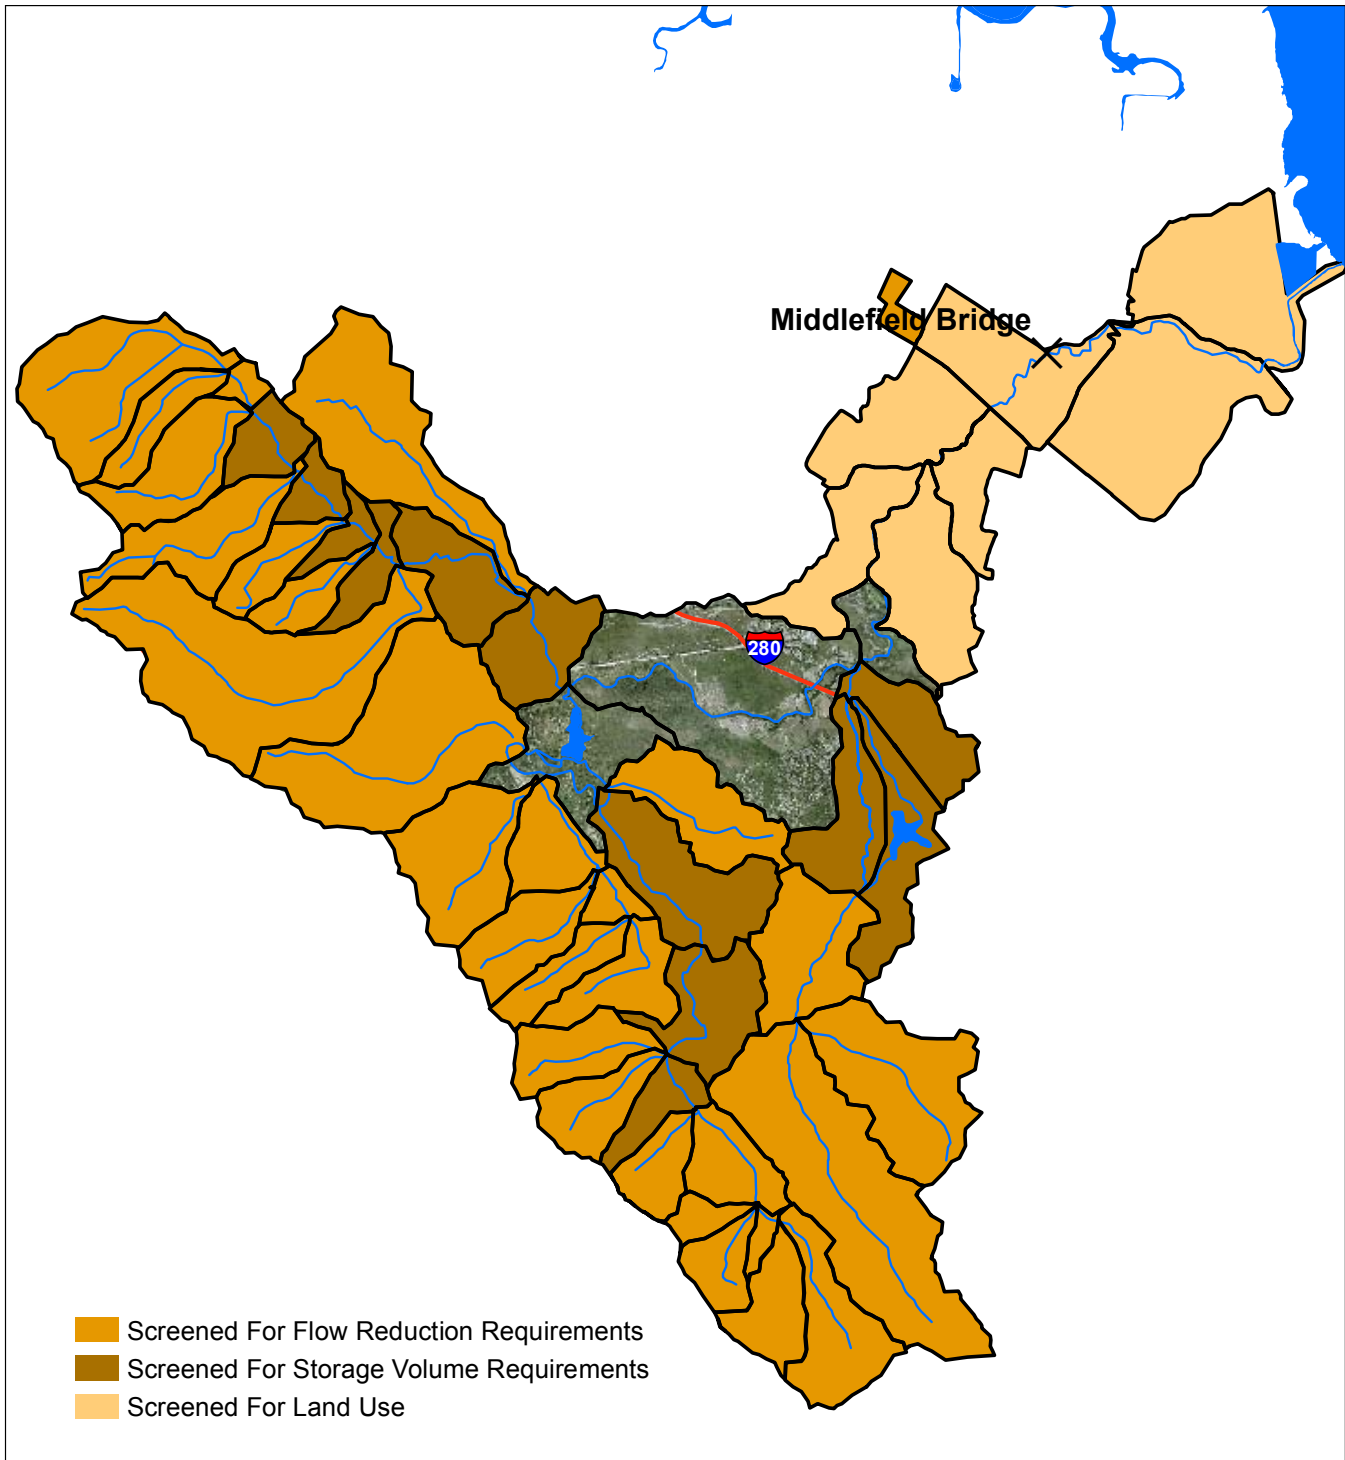 Middlefield Bridge
280
Screened For Flow Reduction Requirements
Screened For Storage Volume Requirements
Screened For Land Use